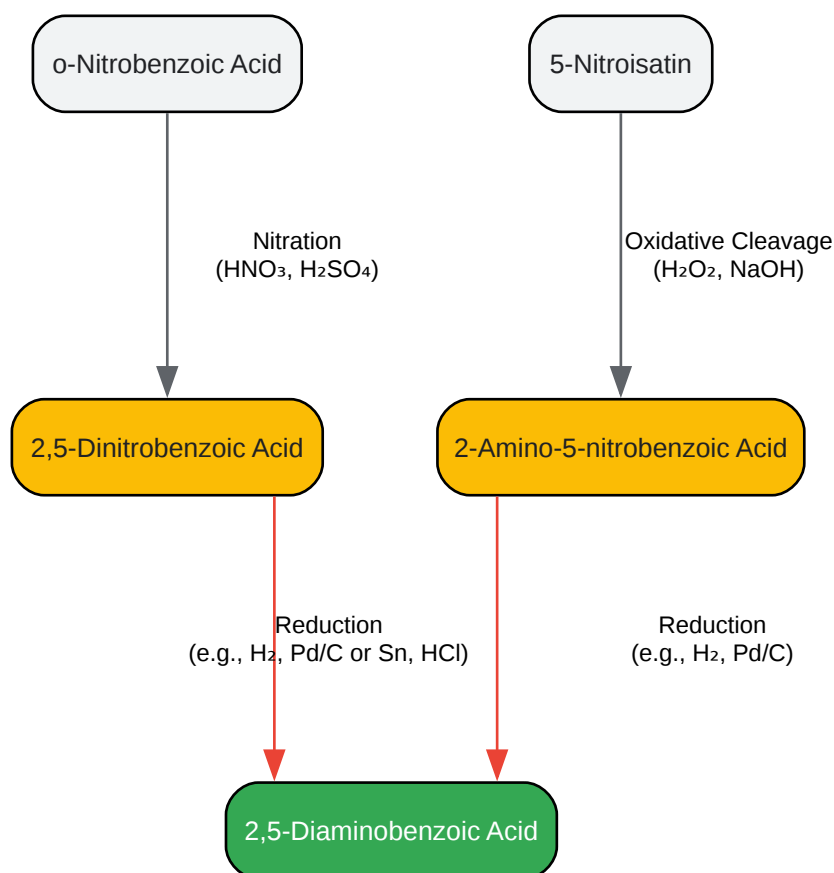 o-Nitrobenzoic Acid
5-Nitroisatin
Nitration
(HNO₃, H₂SO₄)
Oxidative Cleavage
(H₂O₂, NaOH)
2,5-Dinitrobenzoic Acid
2-Amino-5-nitrobenzoic Acid
Reduction
(e.g., H₂, Pd/C or Sn, HCl)
Reduction
(e.g., H₂, Pd/C)
2,5-Diaminobenzoic Acid